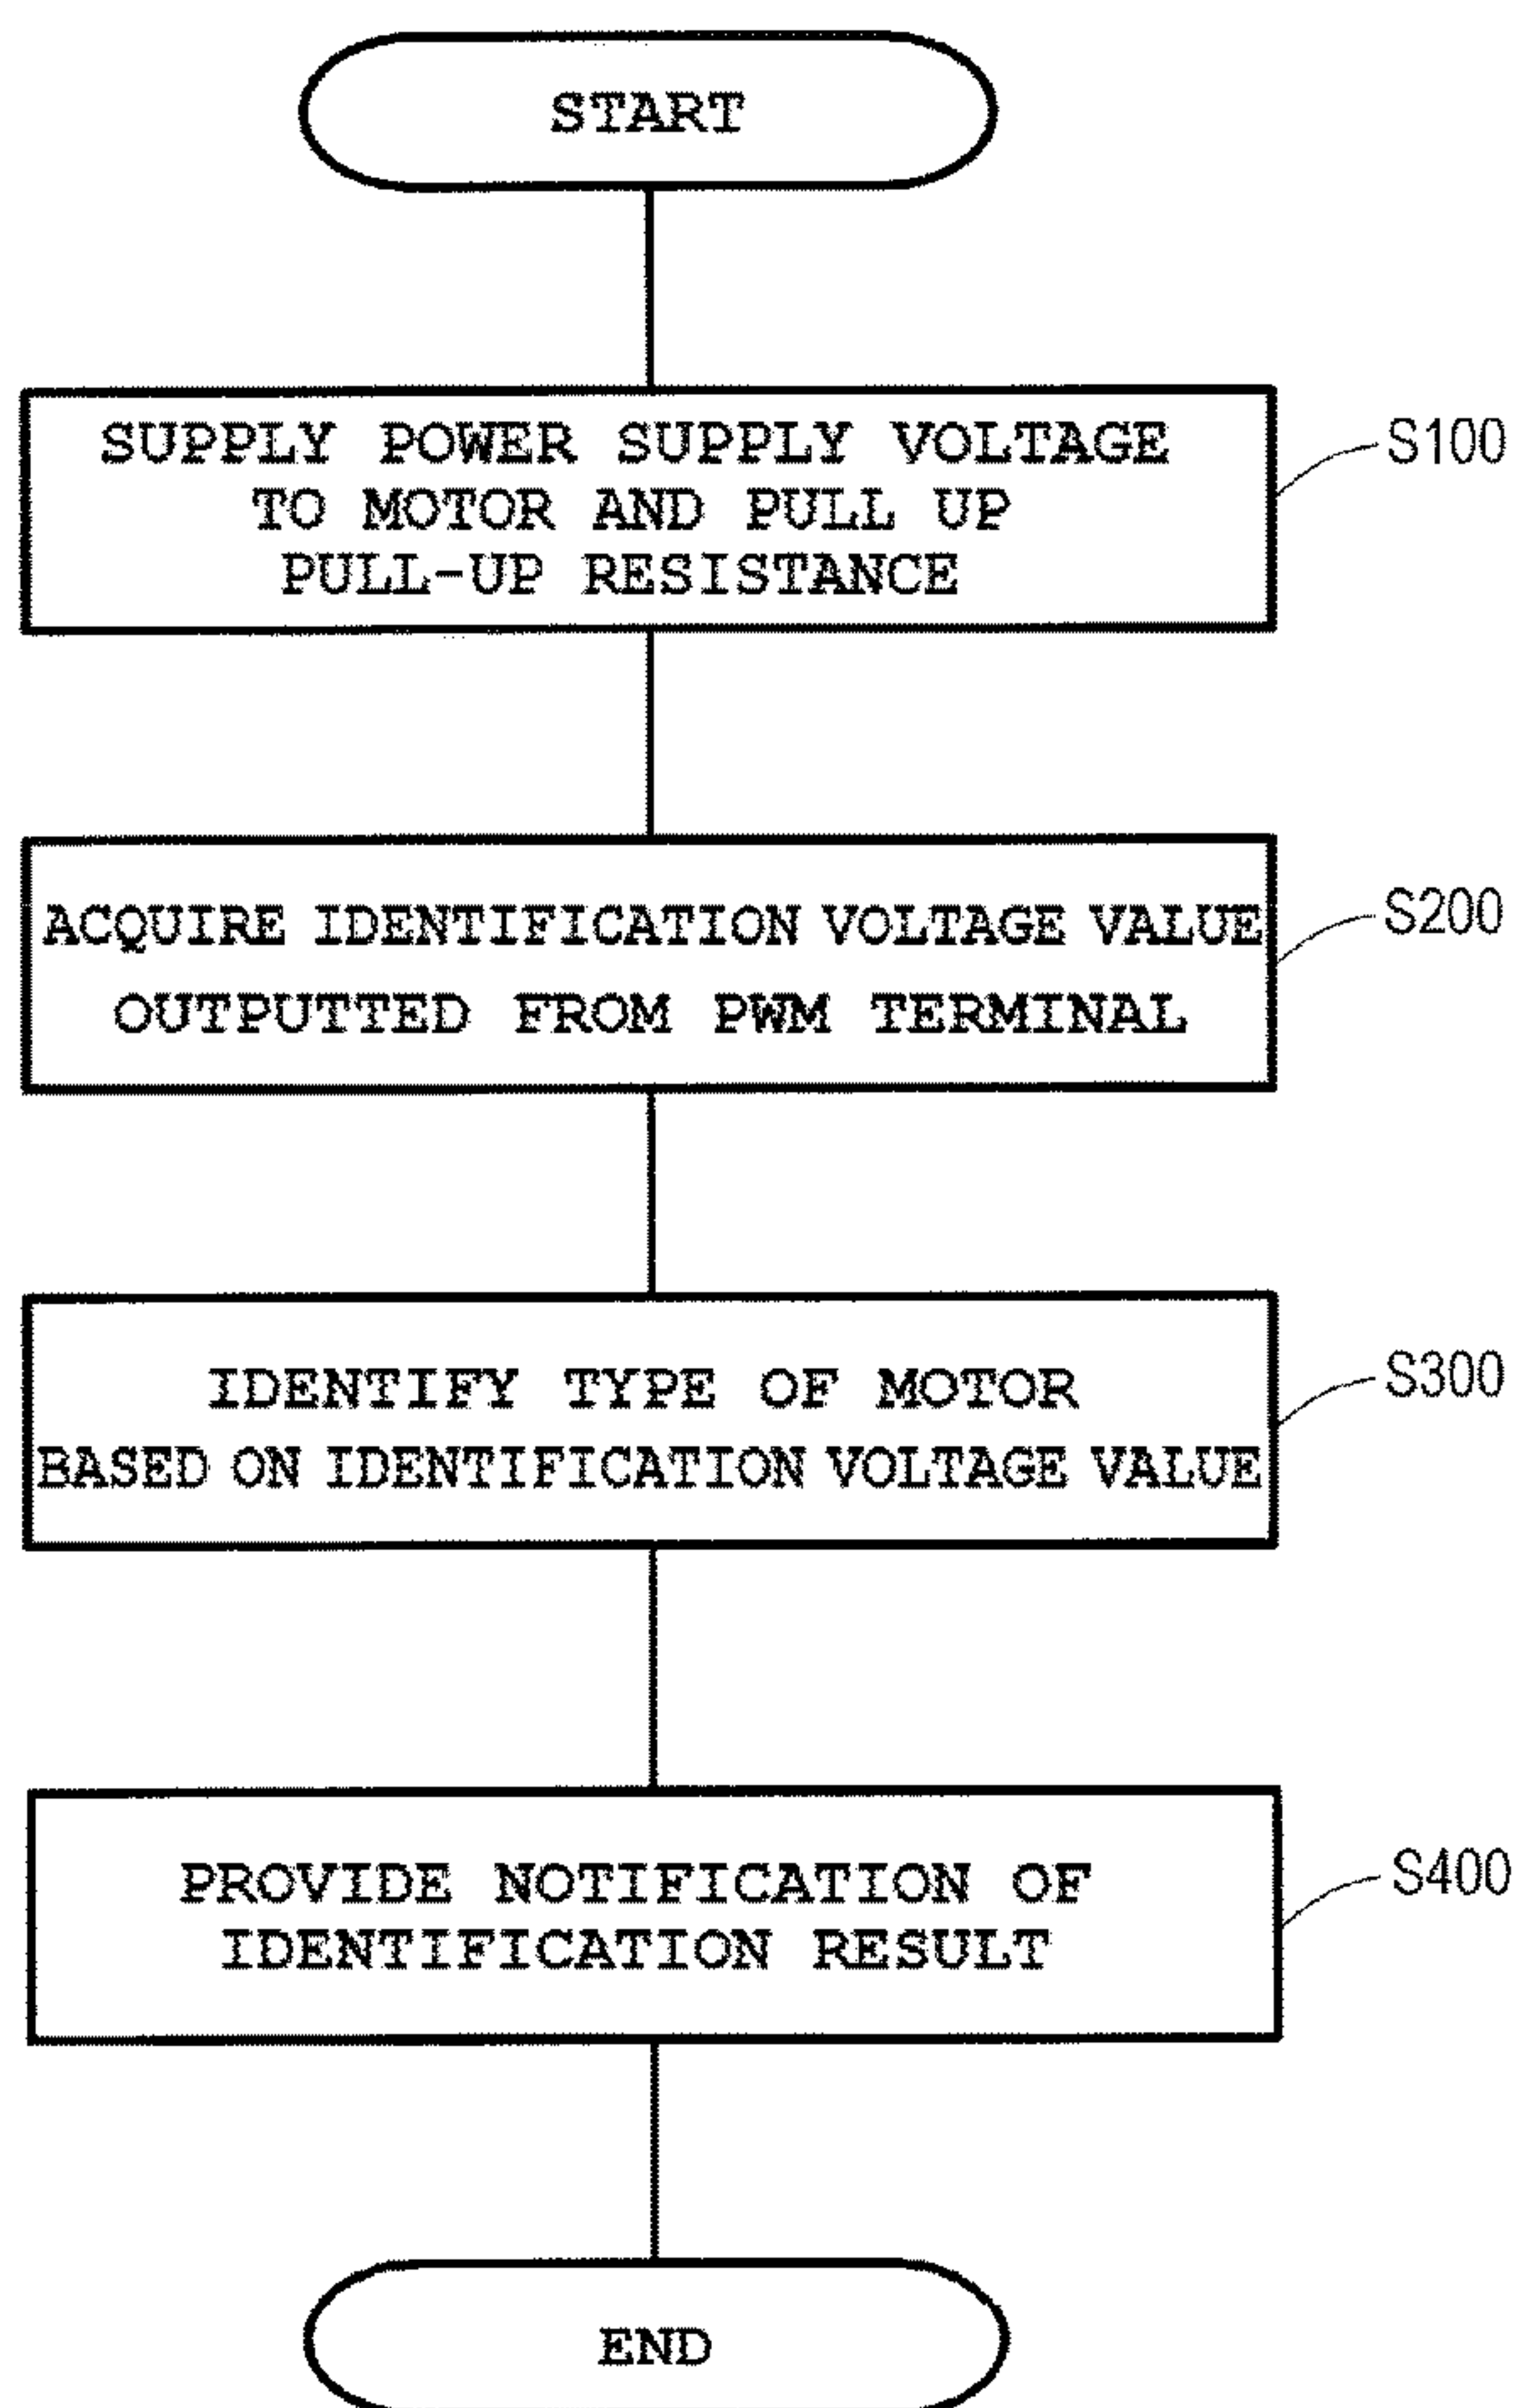 START
SUPPLY POWER SUPPLY VOLTAGE
TO MOTOR AND PULL UP
PULL-UP RESISTANCE
S100
ACQUIRE IDENTIFICATION VOLTAGE VALUE
OUTPUTTED FROM PWM TERMINAL
S200
IDENTIFY TYPE OF MOTOR
BASED ON IDENTIFICATION VOLTAGE VALUE
S300
PROVIDE NOTIFICATION OF
IDENTIFICATION RESULT
S400
END